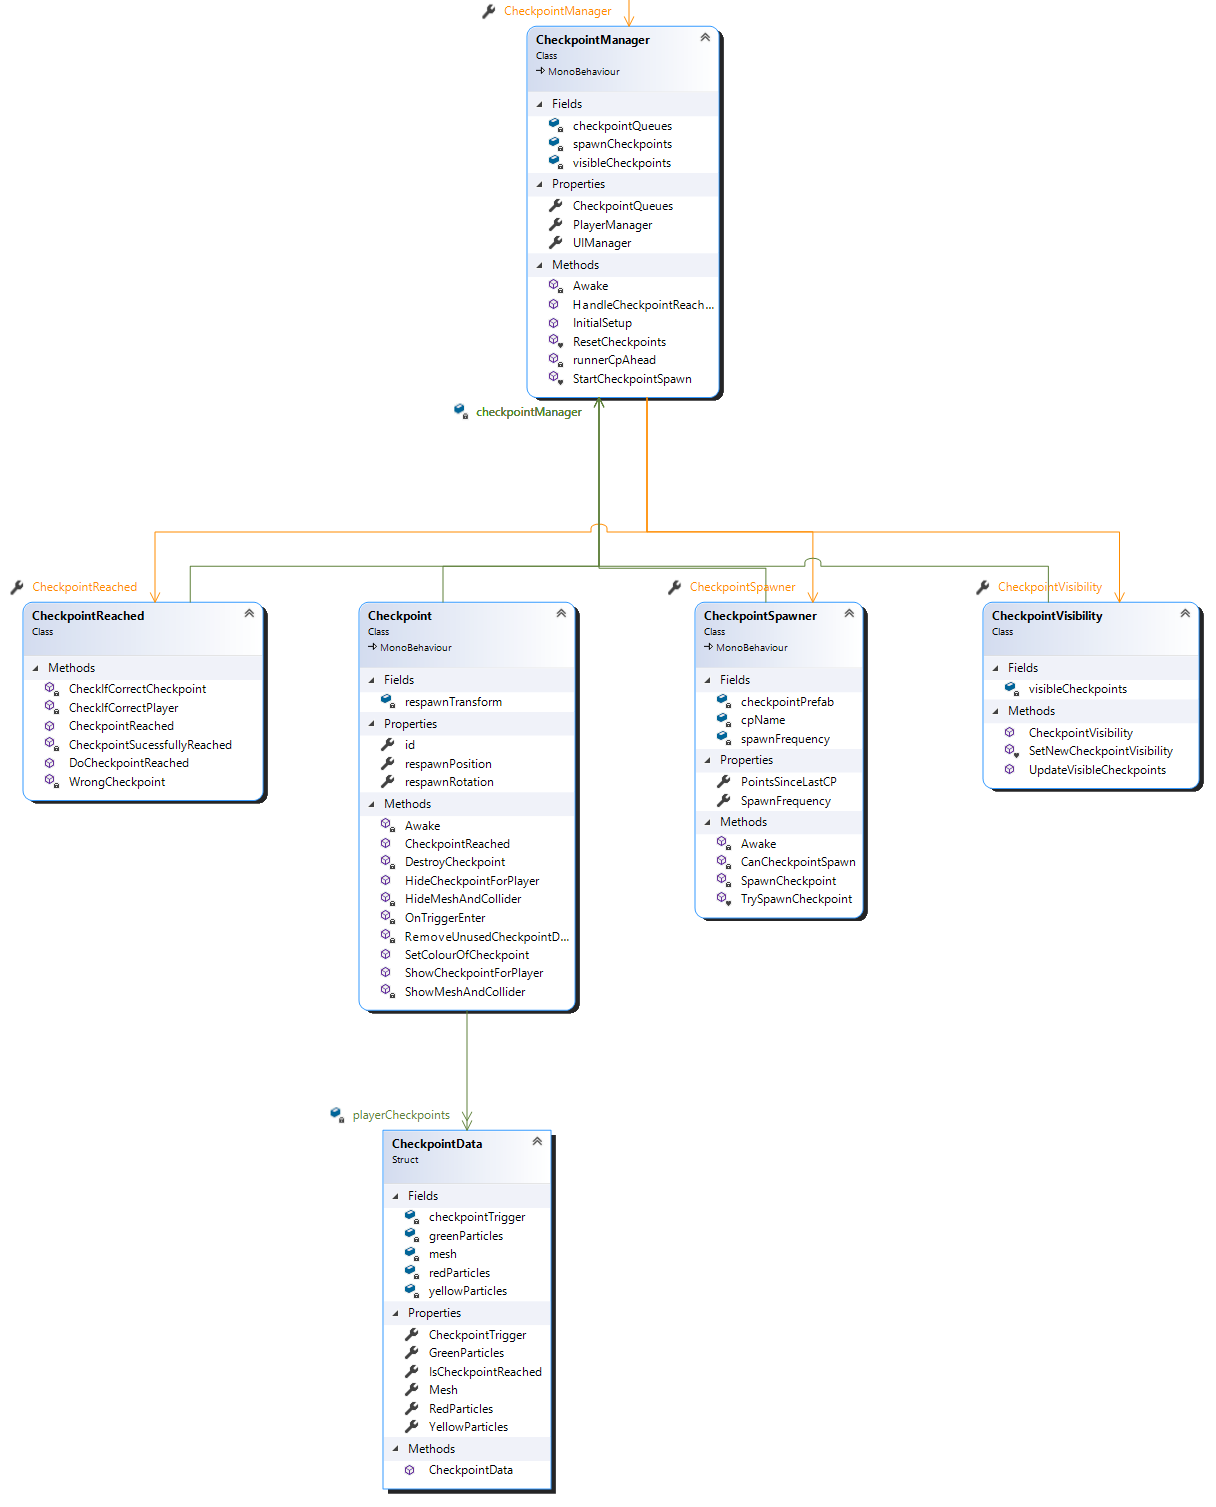 CheckpointManager
CheckpointManager
Class
MonoBehaviour
Fields
checkpointQueues
spawnCheckpoints
visibleCheckpoints
Properties
CheckpointQueues
PlayerManager
UIManager
Methods
Awake
HandleCheckpointReach...
InitialSetup
ResetCheckpoints
runnerCpAhead
StartCheckpointSpawn
checkpointManager
CheckpointReached
CheckpointReached
Class
Methods
CheckIfCorrectCheckpoint
CheckIfCorrectPlayer
CheckpointReached
CheckpointSucessfullyReached
DoCheckpointReached
WrongCheckpoint
Checkpoint
Class
MonoBehaviour
Fields
respawnTransform
Properties
id
respawnPosition
respawnRotation
Methods
Awake
CheckpointReached
DestroyCheckpoint
HideCheckpointForPlayer
HideMeshAndCollider
OnTriggerEnter
RemoveUnusedCheckpointD...
SetColourOfCheckpoint
ShowCheckpointForPlayer
ShowMeshAndCollider
CheckpointSpawner
CheckpointSpawner
Class
MonoBehaviour
Fields
checkpointPrefab
cpName
spawnFrequency
Properties
PointsSinceLastCP
SpawnFrequency
Methods
Awake
CanCheckpointSpawn
SpawnCheckpoint
TrySpawnCheckpoint
CheckpointVisibility
CheckpointVisibility
Class
Fields
visibleCheckpoints
Methods
CheckpointVisibility
SetNewCheckpointVisibility
UpdateVisibleCheckpoints
playerCheckpoints
CheckpointData
Struct
Fields
checkpointTrigger
greenParticles
mesh
redParticles
yellowParticles
Properties
CheckpointTrigger
GreenParticles
IsCheckpointReached
Mesh
RedParticles
YellowParticles
Methods
CheckpointData